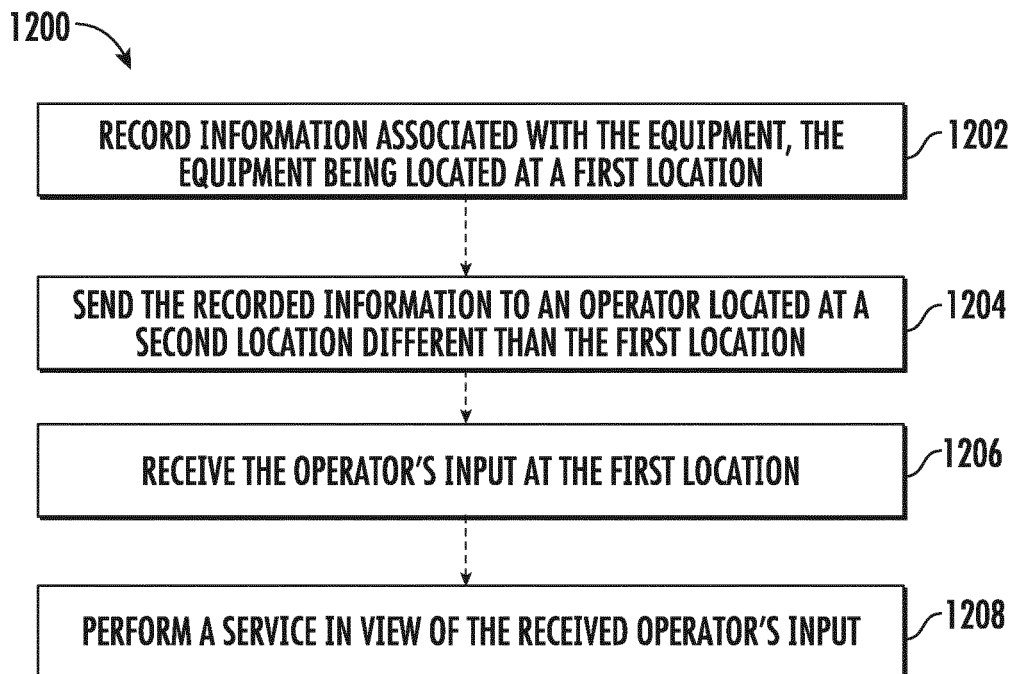 1200
RECORD INFORMATION ASSOCIATED WITH THE EQUIPMENT, THE
EQUIPMENT BEING LOCATED AT A FIRST LOCATION
1202
SEND THE RECORDED INFORMATION TO AN OPERATOR LOCATED AT A
SECOND LOCATION DIFFERENT THAN THE FIRST LOCATION
1204
RECEIVE THE OPERATOR'S INPUT AT THE FIRST LOCATION
1206
PERFORM A SERVICE IN VIEW OF THE RECEIVED OPERATOR'S INPUT
1208